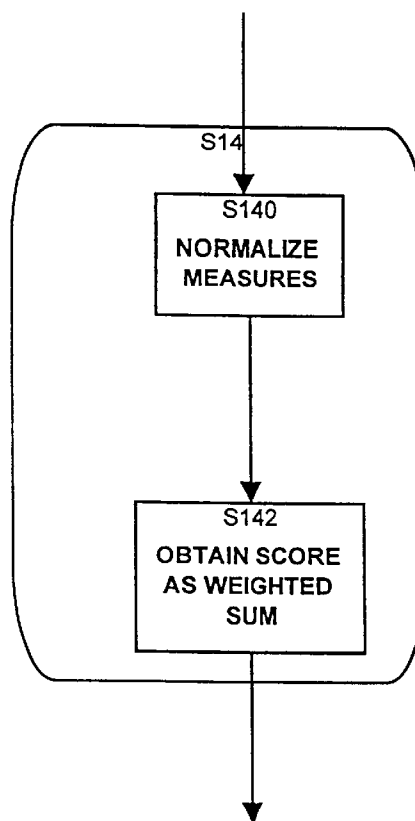 S14
S140
NORMALIZE
MEASURES
S142
OBTAIN SCORE
AS WEIGHTED
SUM